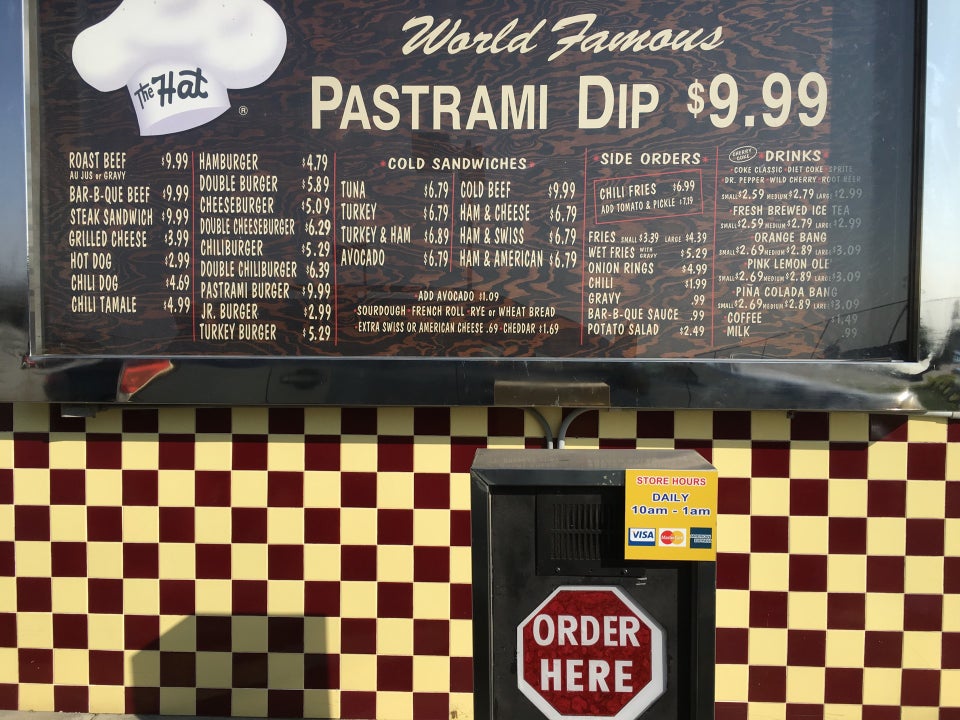 The Hat ®
World Famous
PASTRAMI DIP $9.99
ROAST BEEF $9.99
AU JUS or GRAVY
BAR-B-QUE BEEF $9.99
STEAK SANDWICH $9.99
GRILLED CHEESE $3.99
HOT DOG $2.99
CHILI DOG $4.69
CHILI TAMALE $4.99
HAMBURGER $4.79
DOUBLE BURGER $5.89
CHEESEBURGER $5.09
DOUBLE CHEESEBURGER $6.29
CHILIBURGER $5.29
DOUBLE CHILIBURGER $6.39
PASTRAMI BURGER $9.99
JR. BURGER $2.99
TURKEY BURGER $5.29
COLD SANDWICHES
TUNA $6.79
TURKEY $6.79
TURKEY & HAM $6.89
AVOCADO $6.79
COLD BEEF $9.99
HAM & CHEESE $6.79
HAM & SWISS $6.79
HAM & AMERICAN $6.79
ADD AVOCADO $1.09
SOURDOUGH · FRENCH ROLL · RYE or WHEAT BREAD
EXTRA SWISS OR AMERICAN CHEESE .69 · CHEDDAR $1.69
SIDE ORDERS
CHILI FRIES $6.99
ADD TOMATO & PICKLE $7.19
FRIES SMALL $3.39 LARGE $4.39
WET FRIES WITH GRAVY $5.29
ONION RINGS $4.99
CHILI $1.99
GRAVY .99
BAR-B-QUE SAUCE .99
POTATO SALAD $2.49
CHERRY COKE
DRINKS
COKE CLASSIC · DIET COKE · SPRITE
DR. PEPPER · WILD CHERRY · ROOT BEER
SMALL $2.59 MEDIUM $2.79 LARGE $2.99
FRESH BREWED ICE TEA
SMALL $2.59 MEDIUM $2.79 LARGE $2.99
ORANGE BANG
SMALL $2.69 MEDIUM $2.89 LARGE $3.09
PINK LEMON OLE
SMALL $2.69 MEDIUM $2.89 LARGE $3.09
PIÑA COLADA BANG
SMALL $2.69 MEDIUM $2.89 LARGE $3.09
COFFEE $1.49
MILK .99
STORE HOURS
DAILY
10am - 1am
VISA MasterCard AMERICAN EXPRESS
ORDER
HERE